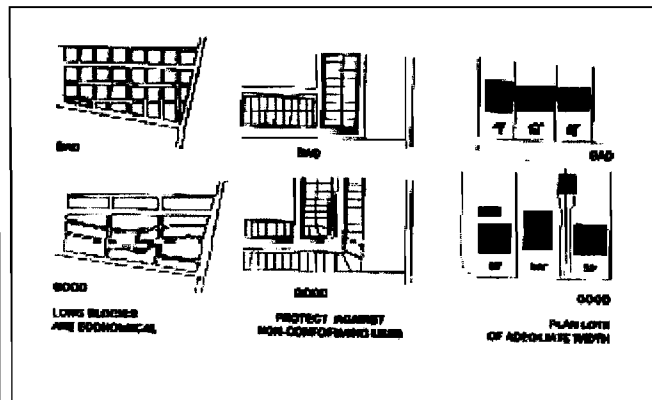 BAD
BAD
BAD
GOOD
GOOD
GOOD
LONG BLOCKS
ARE ECONOMICAL
PROTECT AGAINST
NON-CONFORMING USES
PLAN LOTS
OF ADEQUATE WIDTH